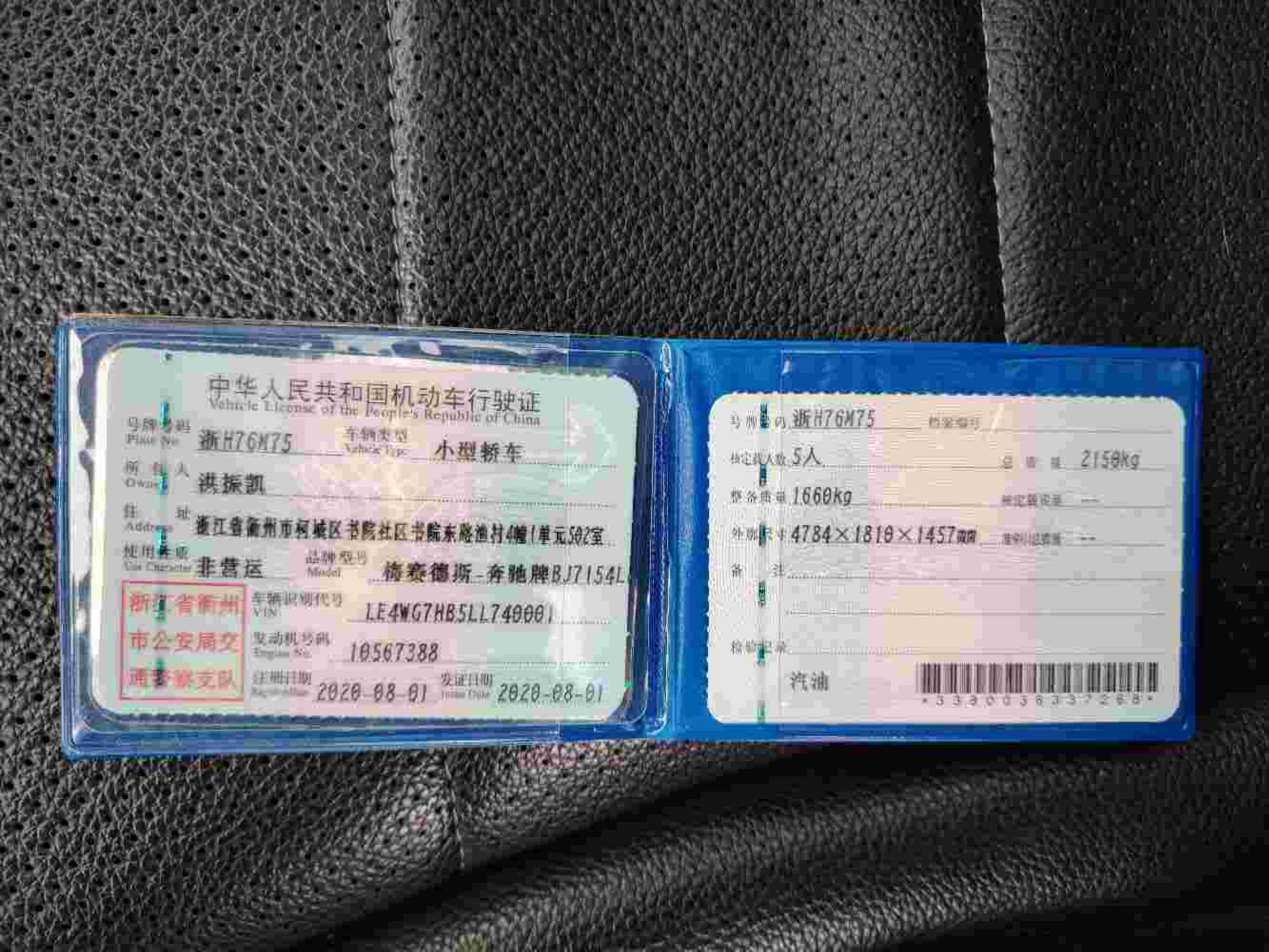 中华人民共和国机动车行驶证
Vehicle License of the People's Republic of China
号牌号码 浙H76M75 车辆类型 小型轿车
Plate No. Vehicle Type
所有人 洪振凯
Owner
住址 浙江省衢州市柯城区书院社区书院东路渔村4幢1单元502室
Address
使用性质 非营运 品牌型号 梅赛德斯-奔驰牌BJ7154L
Use Character Model
浙江省衢州
市公安局交
通警察支队
车辆识别代号 LE4WG7HB5LL740001
VIN
发动机号码 10567388
Engine No.
注册日期 2020-08-01 发证日期 2020-08-01
Register Date Issue Date
号牌号码 浙H76M75 档案编号
核定载人数 5人 总质量 2150kg
整备质量 1660kg 核定载质量 --
外廓尺寸 4784×1810×1457mm 准牵引总质量 --
备注
检验记录
汽油